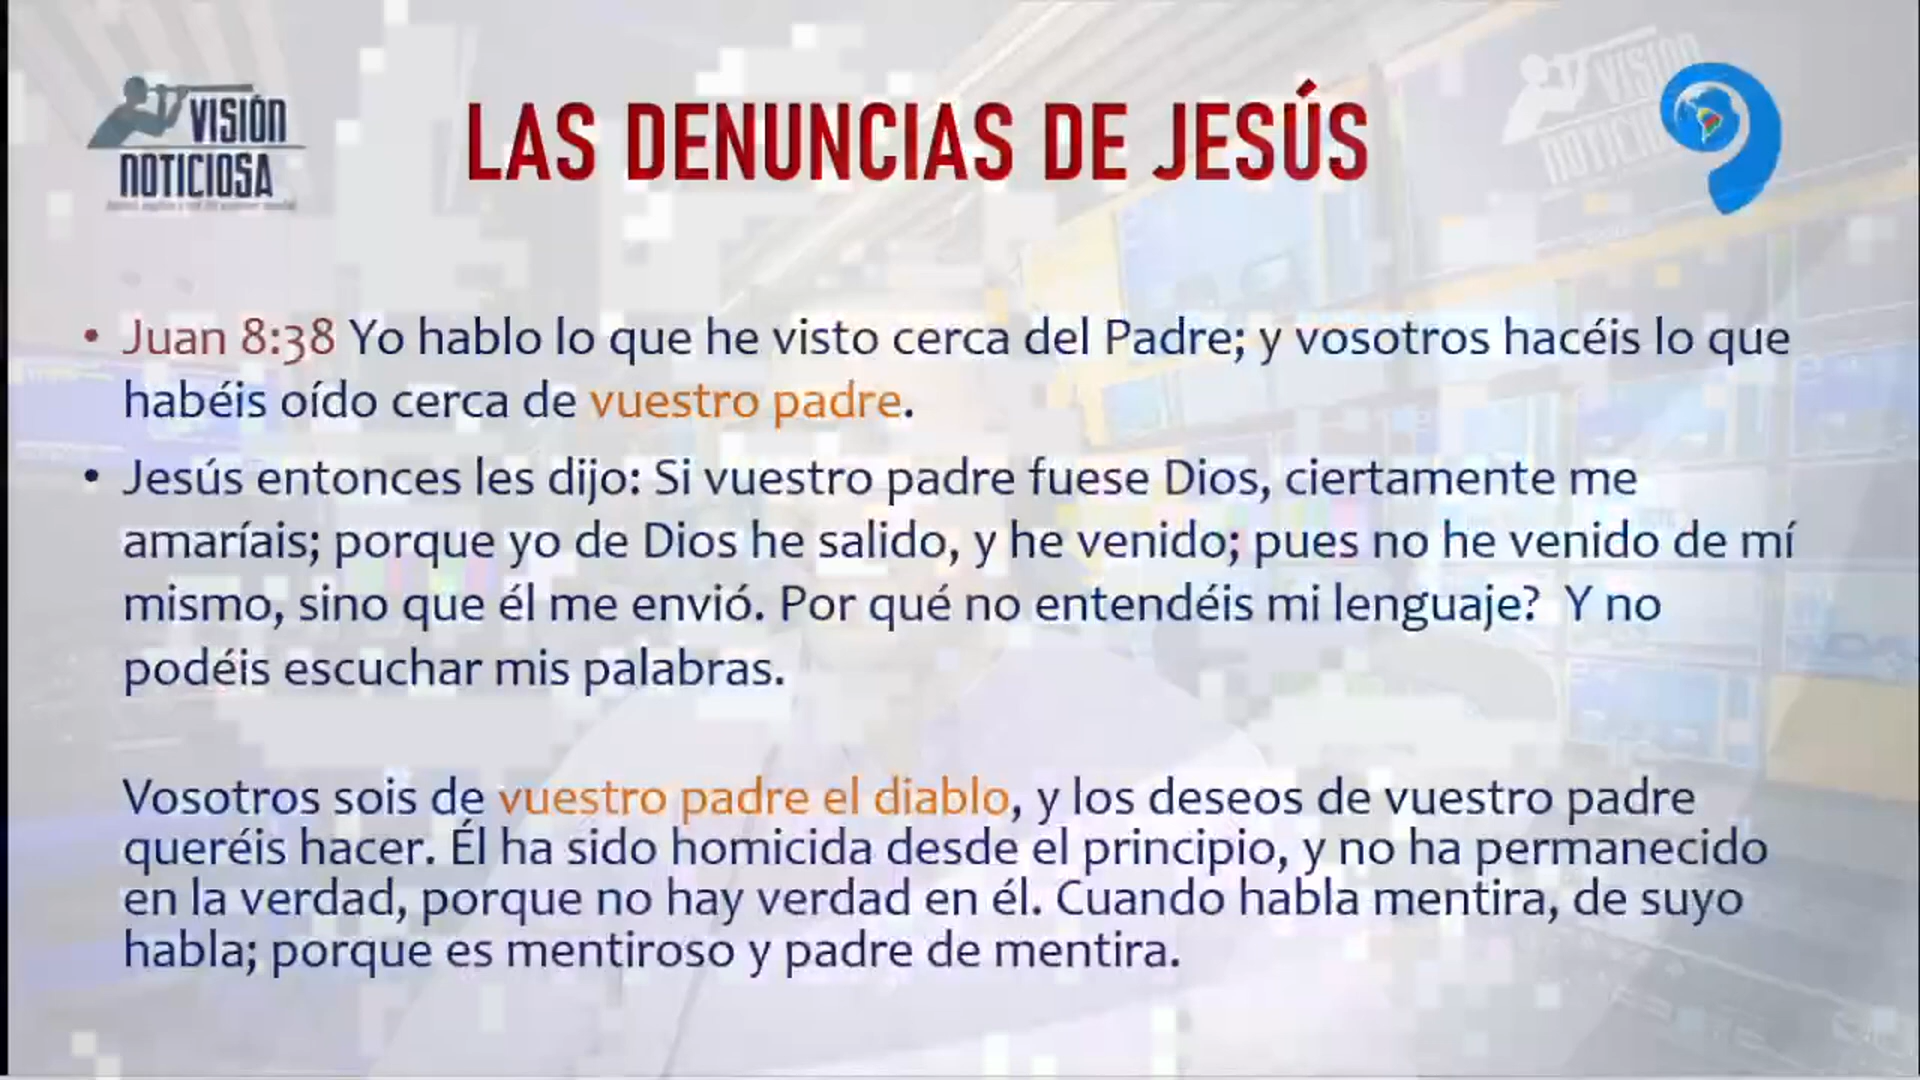 VISIÓN
NOTICIOSA
LAS DENUNCIAS DE JESÚS
VISIÓN
• Juan 8:38 Yo hablo lo que he visto cerca del Padre; y vosotros hacéis lo que
habéis oído cerca de vuestro padre.
• Jesús entonces les dijo: Si vuestro padre fuese Dios, ciertamente me
amaríais; porque yo de Dios he salido, y he venido; pues no he venido de mí
mismo, sino que él me envió. Por qué no entendéis mi lenguaje? Y no
podéis escuchar mis palabras.
Vosotros sois de vuestro padre el diablo, y los deseos de vuestro padre
queréis hacer. Él ha sido homicida desde el principio, y no ha permanecido
en la verdad, porque no hay verdad en él. Cuando habla mentira, de suyo
habla; porque es mentiroso y padre de mentira.